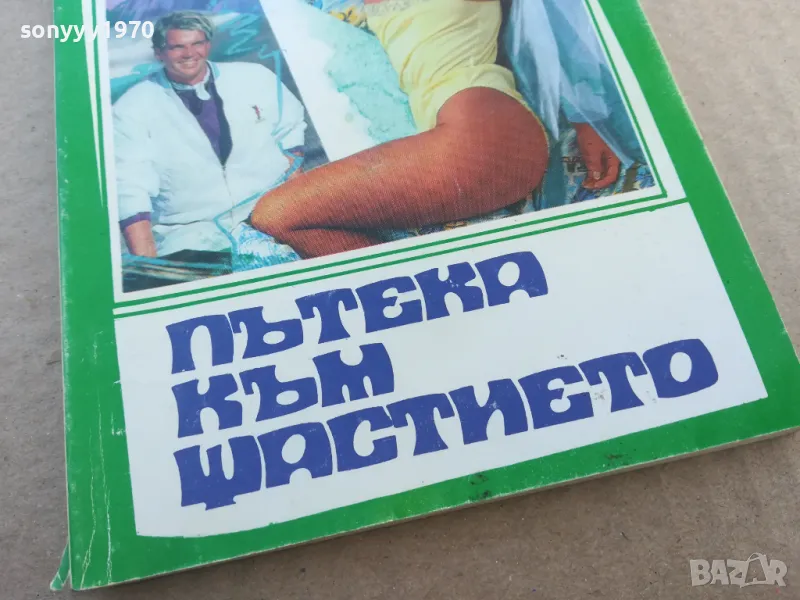 sonyyy1970
ПЪТЕКА
КЪМ
ЩАСТИЕТО
BAZAR